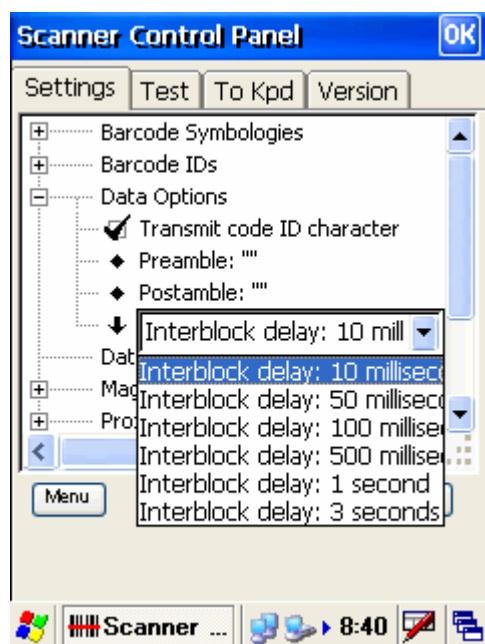 Scanner Control Panel OK
Settings Test To Kpd Version
Barcode Symbologies
Barcode IDs
Data Options
Transmit code ID character
Preamble: ""
Postamble: ""
Interblock delay: 10 mill
Dat
Interblock delay: 10 millisec
Mag
Interblock delay: 50 millisec
Interblock delay: 100 millise
Interblock delay: 500 millise
Interblock delay: 1 second
Interblock delay: 3 seconds
Menu
Scanner ... 8:40